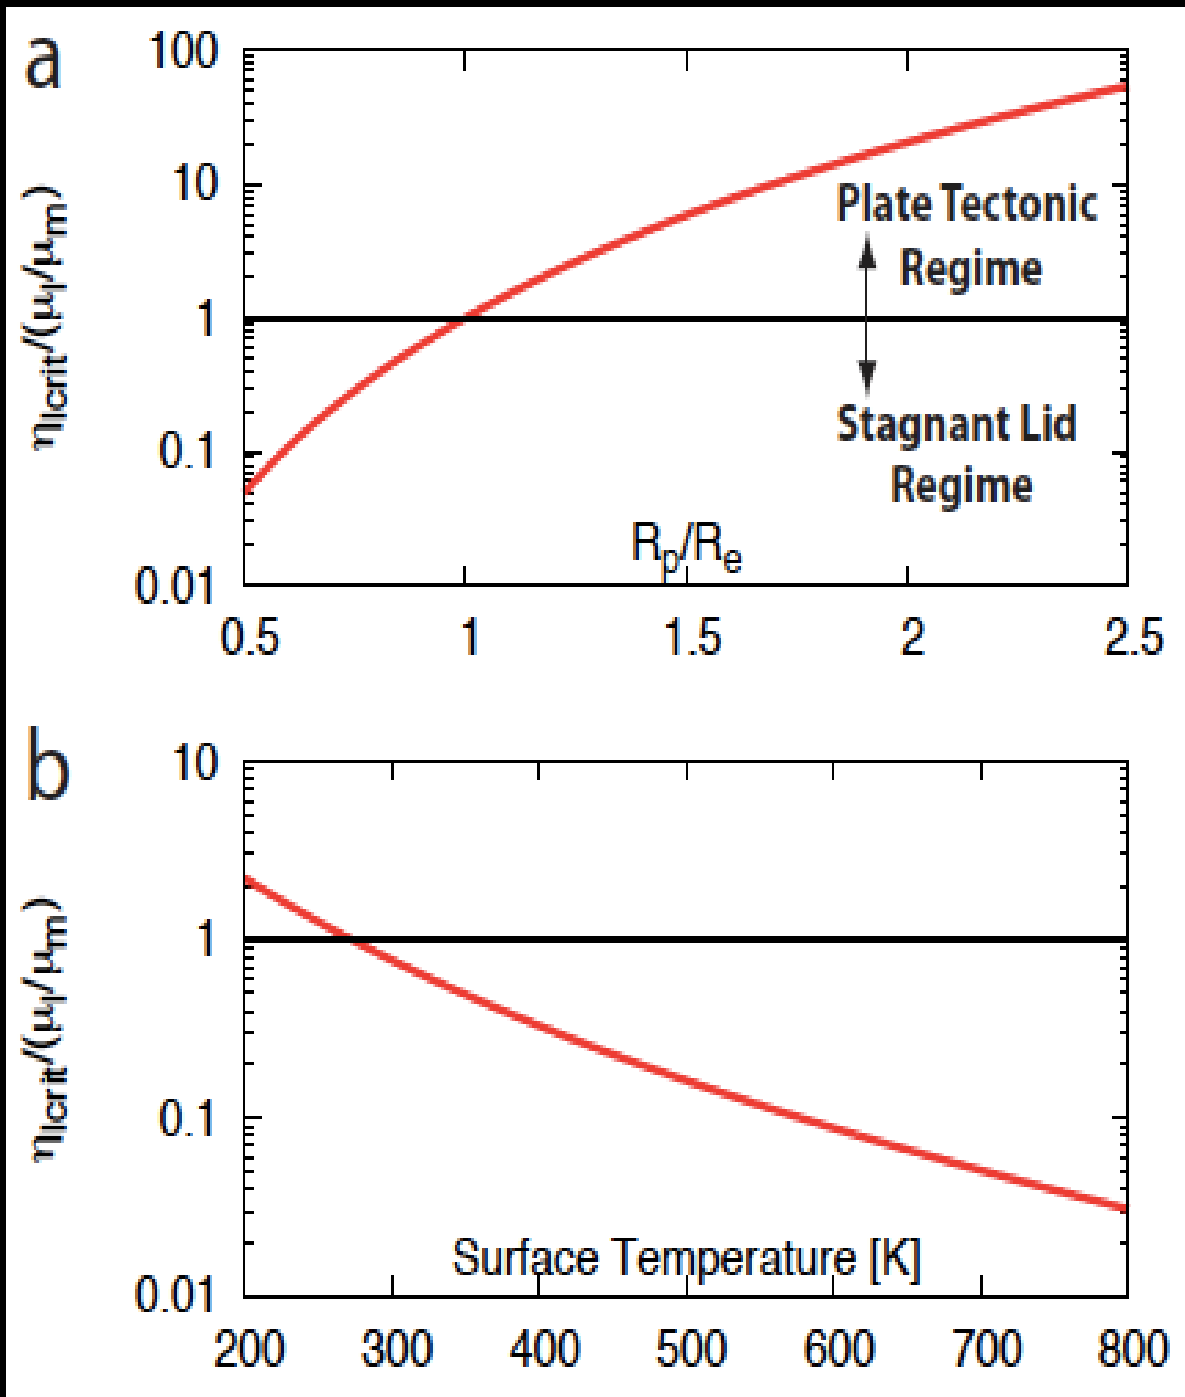 a
100
10
1
0.1
0.01
ηlcrit/(μl/μm)
Plate Tectonic
Regime
Stagnant Lid
Regime
Rp/Re
0.5 1 1.5 2 2.5
b
10
1
0.1
0.01
ηlcrit/(μl/μm)
Surface Temperature [K]
200 300 400 500 600 700 800